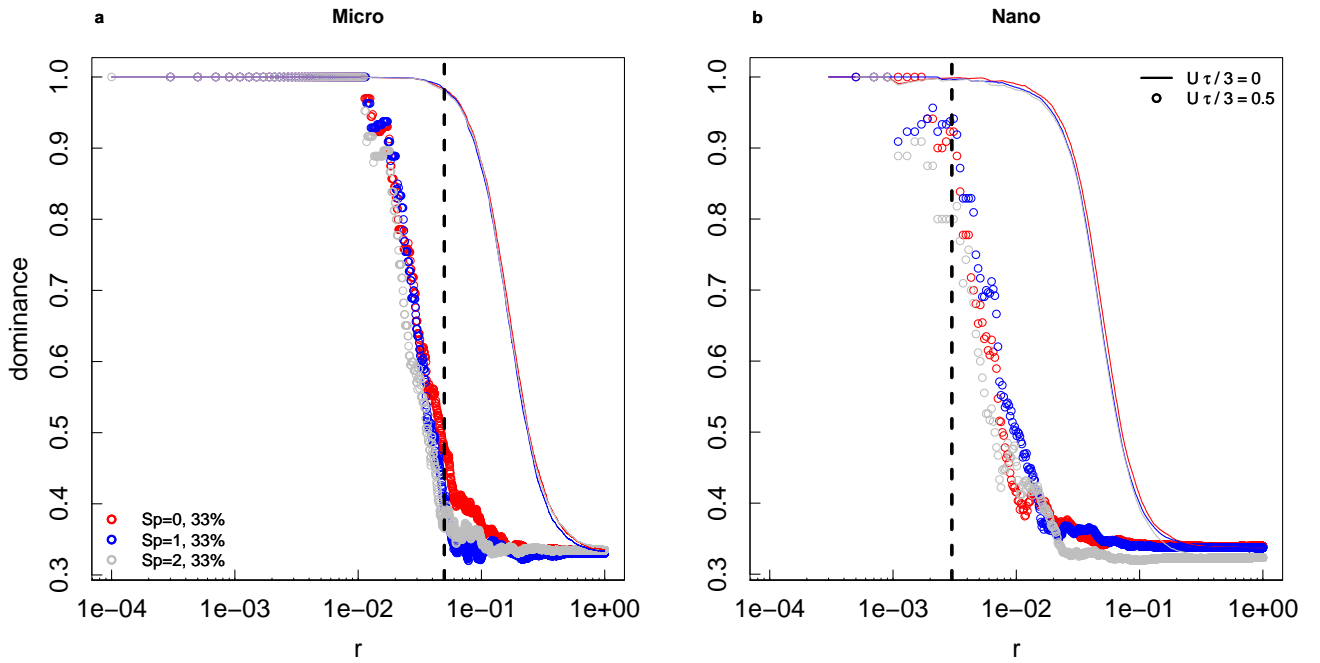 a
Micro
dominance
1.0
0.9
0.8
0.7
0.6
0.5
0.4
0.3
Sp=0, 33%
Sp=1, 33%
Sp=2, 33%
1e−04
1e−03
1e−02
1e−01
1e+00
r
b
Nano
1.0
0.9
0.8
0.7
0.6
0.5
0.4
0.3
U τ / 3 = 0
U τ / 3 = 0.5
1e−04
1e−03
1e−02
1e−01
1e+00
r